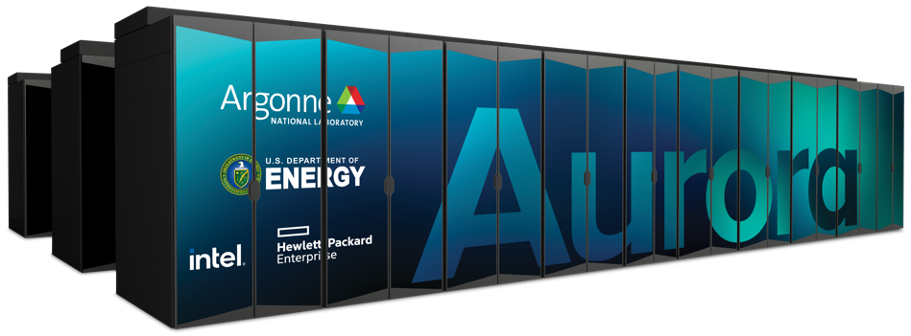 Argonne
NATIONAL LABORATORY
U.S. DEPARTMENT OF
ENERGY
intel.
Hewlett Packard
Enterprise
Aurora